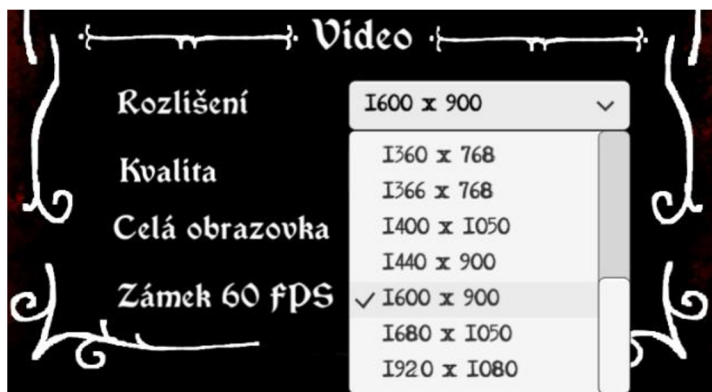 Video
Rozlišení
1600 x 900
Kvalita
Celá obrazovka
Zámek 60 FPS
1360 x 768
1366 x 768
1400 x 1050
1440 x 900
✓ 1600 x 900
1680 x 1050
1920 x 1080